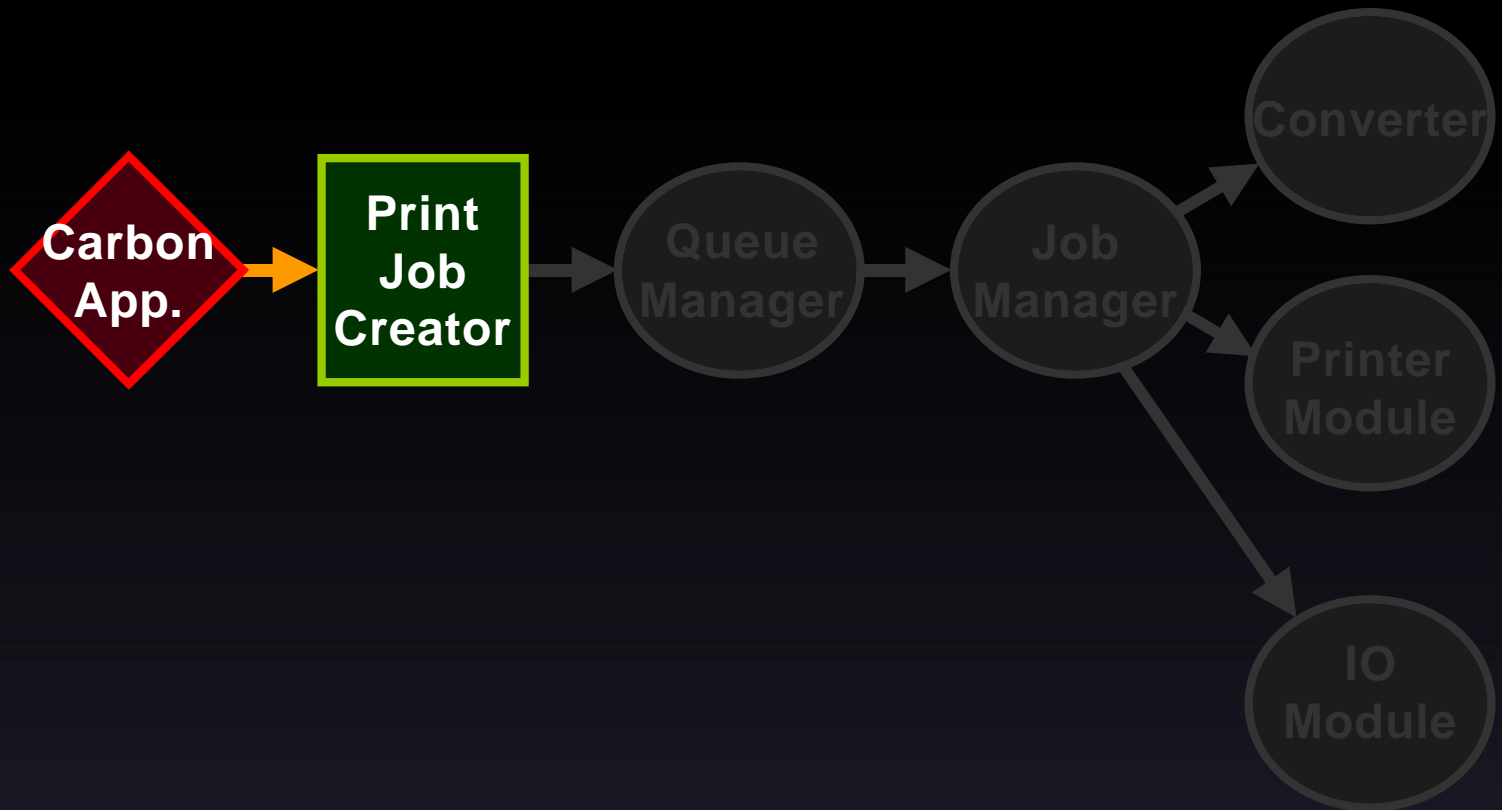 Carbon
App.
Print
Job
Creator
Queue
Manager
Job
Manager
Converter
Printer
Module
IO
Module